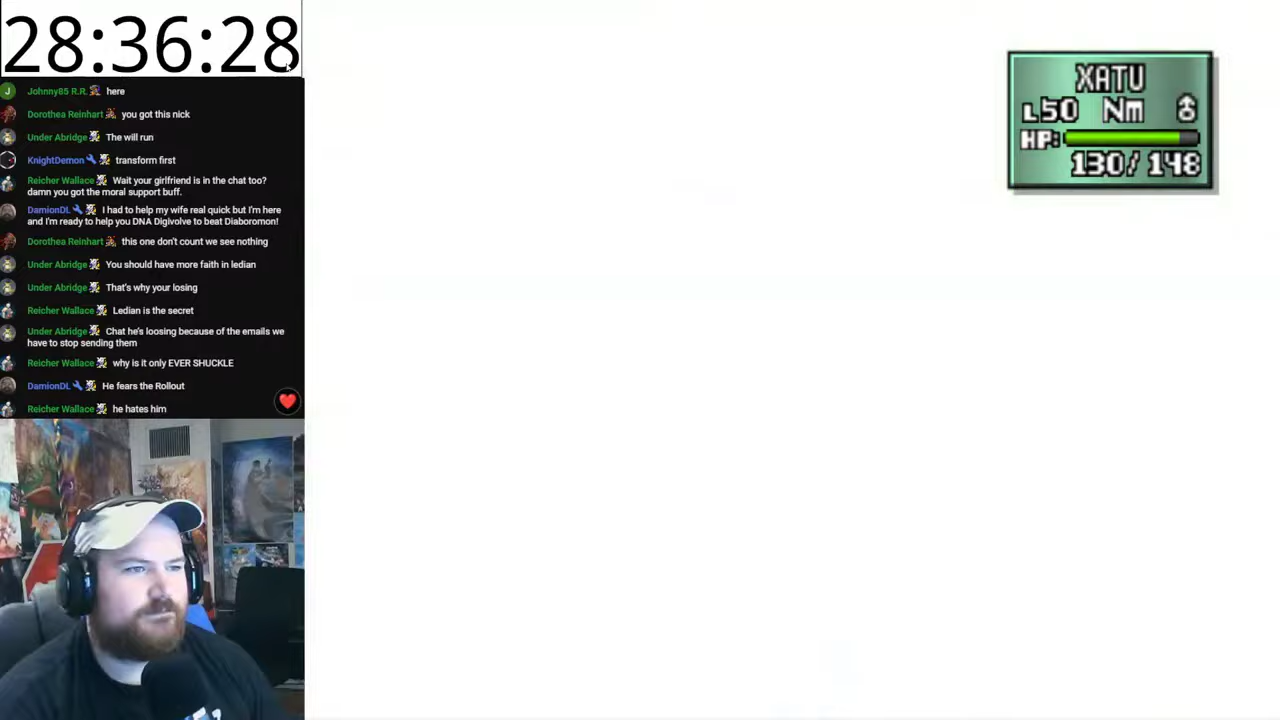 28:36:28
J Johnny85 R.R. here
Dorothea Reinhart you got this nick
Under Abridge The will run
KnightDemon transform first
Reicher Wallace Wait your girlfriend is in the chat too?
damn you got the moral support buff.
DamionDL I had to help my wife real quick but I'm here
and I'm ready to help you DNA Digivolve to beat Diaboromon!
Dorothea Reinhart this one don't count we see nothing
Under Abridge You should have more faith in ledian
Under Abridge That's why your losing
Reicher Wallace Ledian is the secret
Under Abridge Chat he's loosing because of the emails we
have to stop sending them
Reicher Wallace why is it only EVER SHUCKLE
DamionDL He fears the Rollout
Reicher Wallace he hates him
XATU
L50 Nm ♂
HP:
130/148